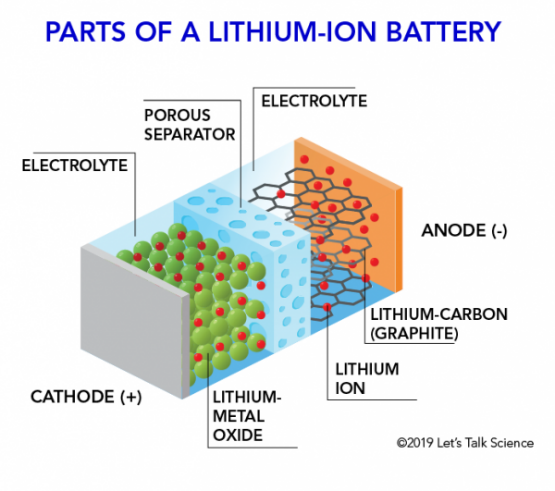 PARTS OF A LITHIUM-ION BATTERY
ELECTROLYTE
POROUS
SEPARATOR
ELECTROLYTE
ANODE (-)
LITHIUM-CARBON
(GRAPHITE)
LITHIUM
ION
CATHODE (+)
LITHIUM-
METAL
OXIDE
©2019 Let's Talk Science